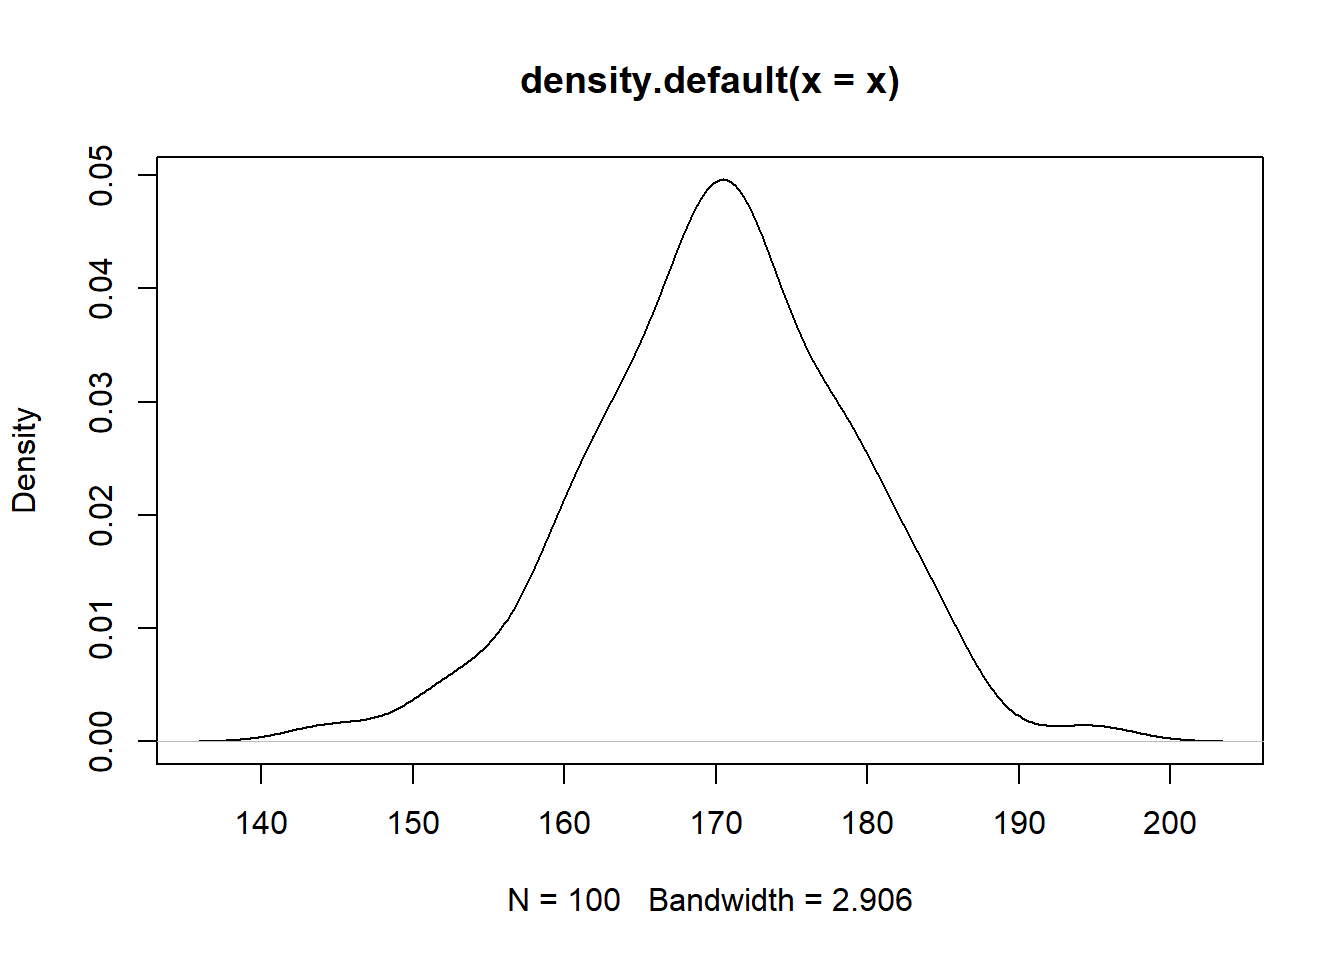 density.default(x = x)
Density
0.05
0.04
0.03
0.02
0.01
0.00
140 150 160 170 180 190 200
N = 100   Bandwidth = 2.906